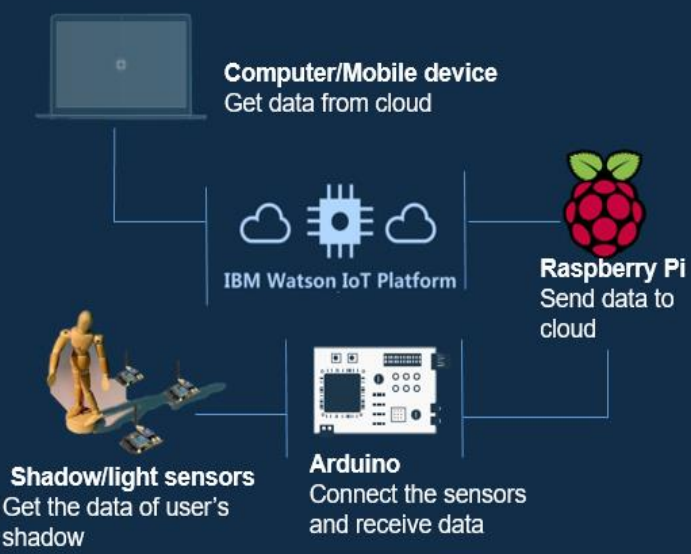 Computer/Mobile device
Get data from cloud
IBM Watson IoT Platform
Raspberry Pi
Send data to
cloud
Shadow/light sensors
Get the data of user's
shadow
Arduino
Connect the sensors
and receive data